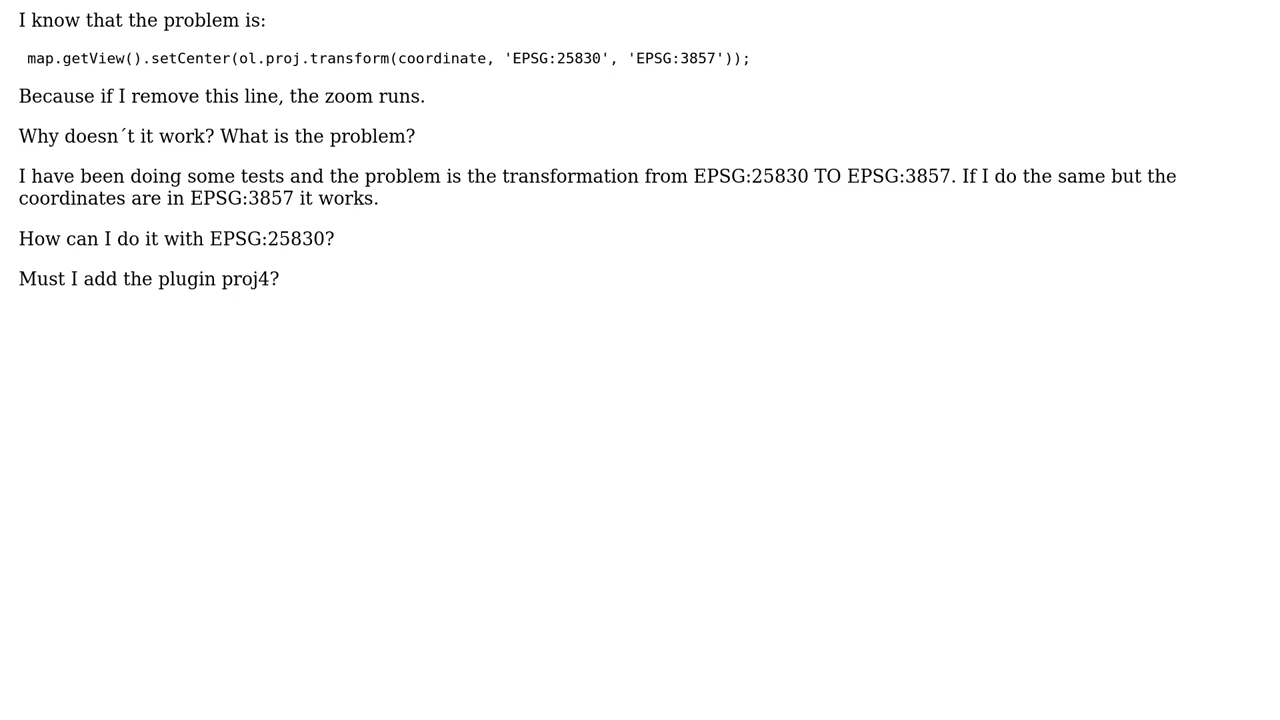 I know that the problem is:
map.getView().setCenter(ol.proj.transform(coordinate, 'EPSG:25830', 'EPSG:3857'));
Because if I remove this line, the zoom runs.
Why doesn´t it work? What is the problem?
I have been doing some tests and the problem is the transformation from EPSG:25830 TO EPSG:3857. If I do the same but the
coordinates are in EPSG:3857 it works.
How can I do it with EPSG:25830?
Must I add the plugin proj4?